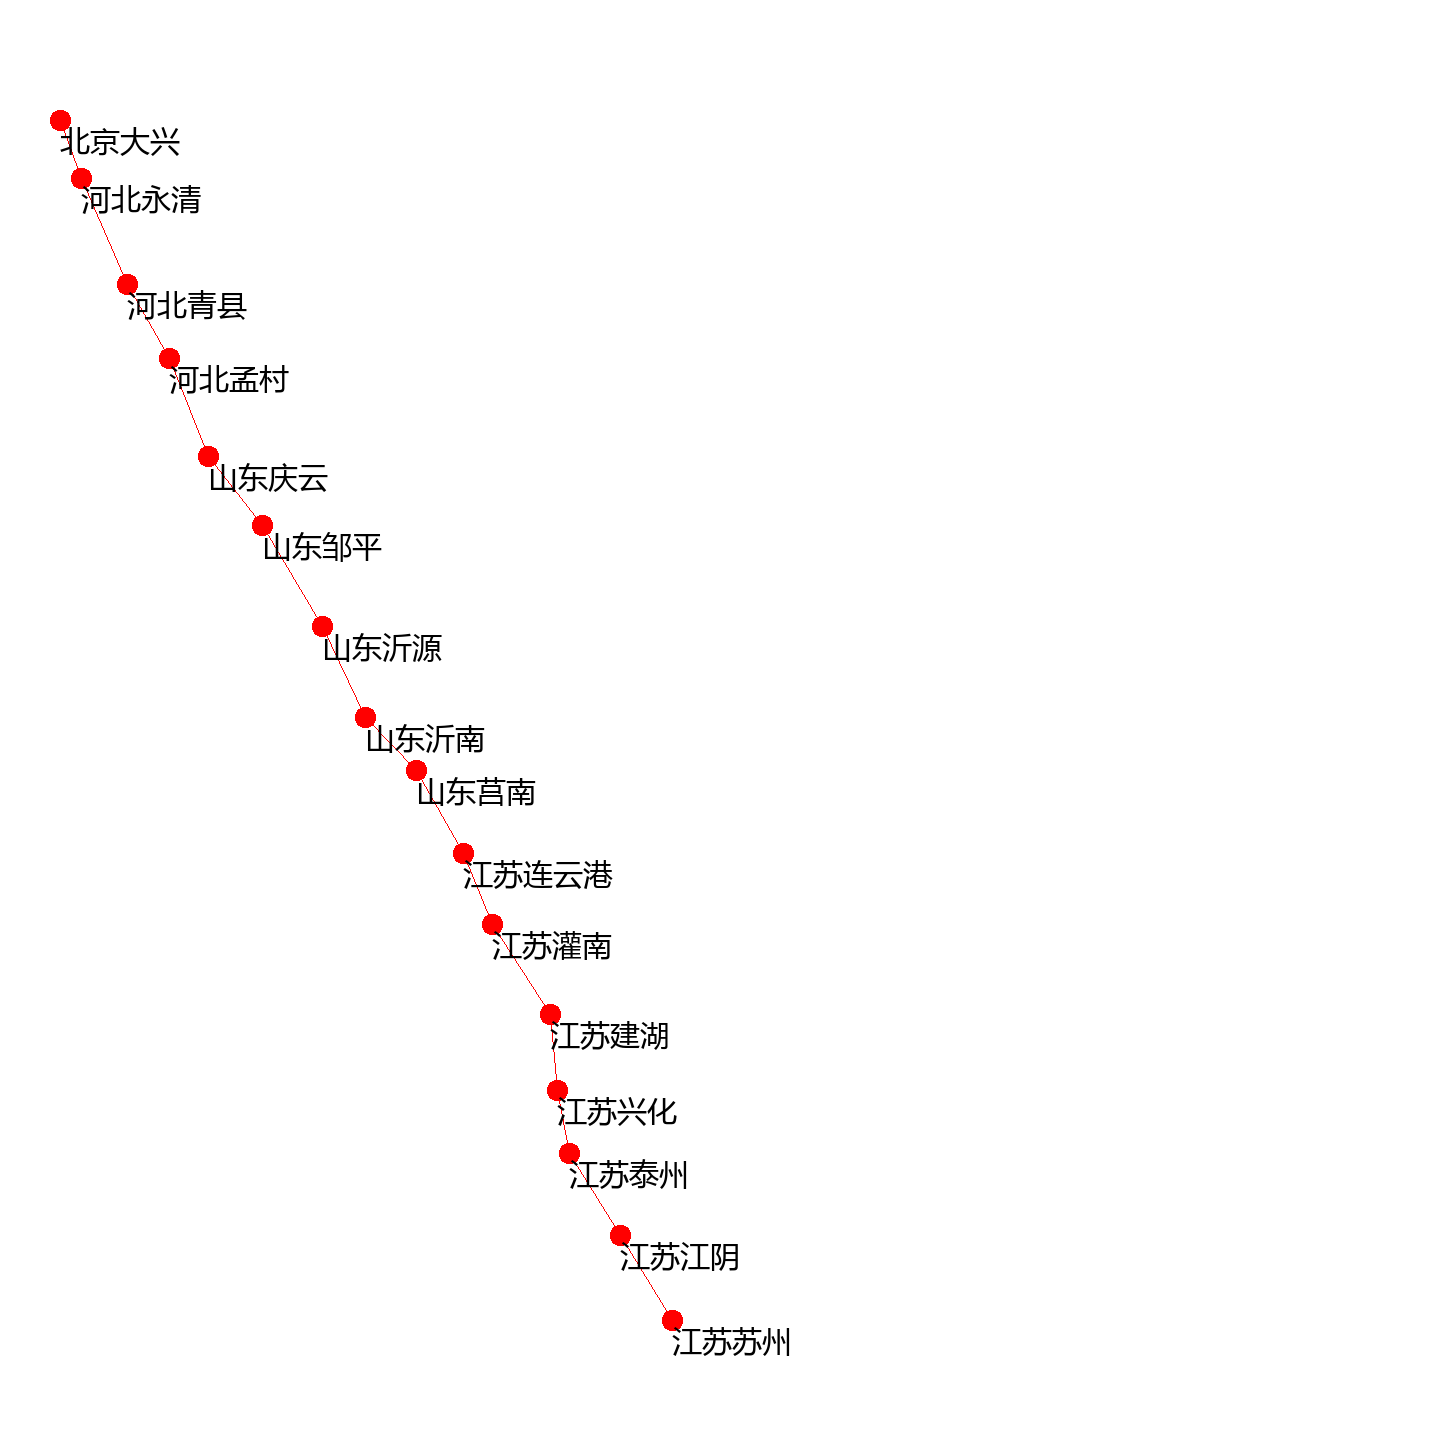 北京大兴
河北永清
河北青县
河北孟村
山东庆云
山东邹平
山东沂源
山东沂南
山东莒南
江苏连云港
江苏灌南
江苏建湖
江苏兴化
江苏泰州
江苏江阴
江苏苏州